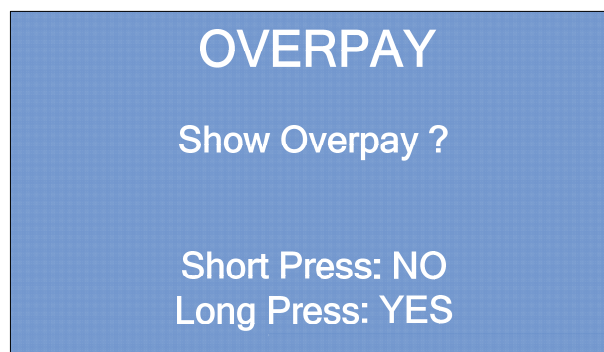 OVERPAY
Show Overpay ?
Short Press: NO
Long Press: YES